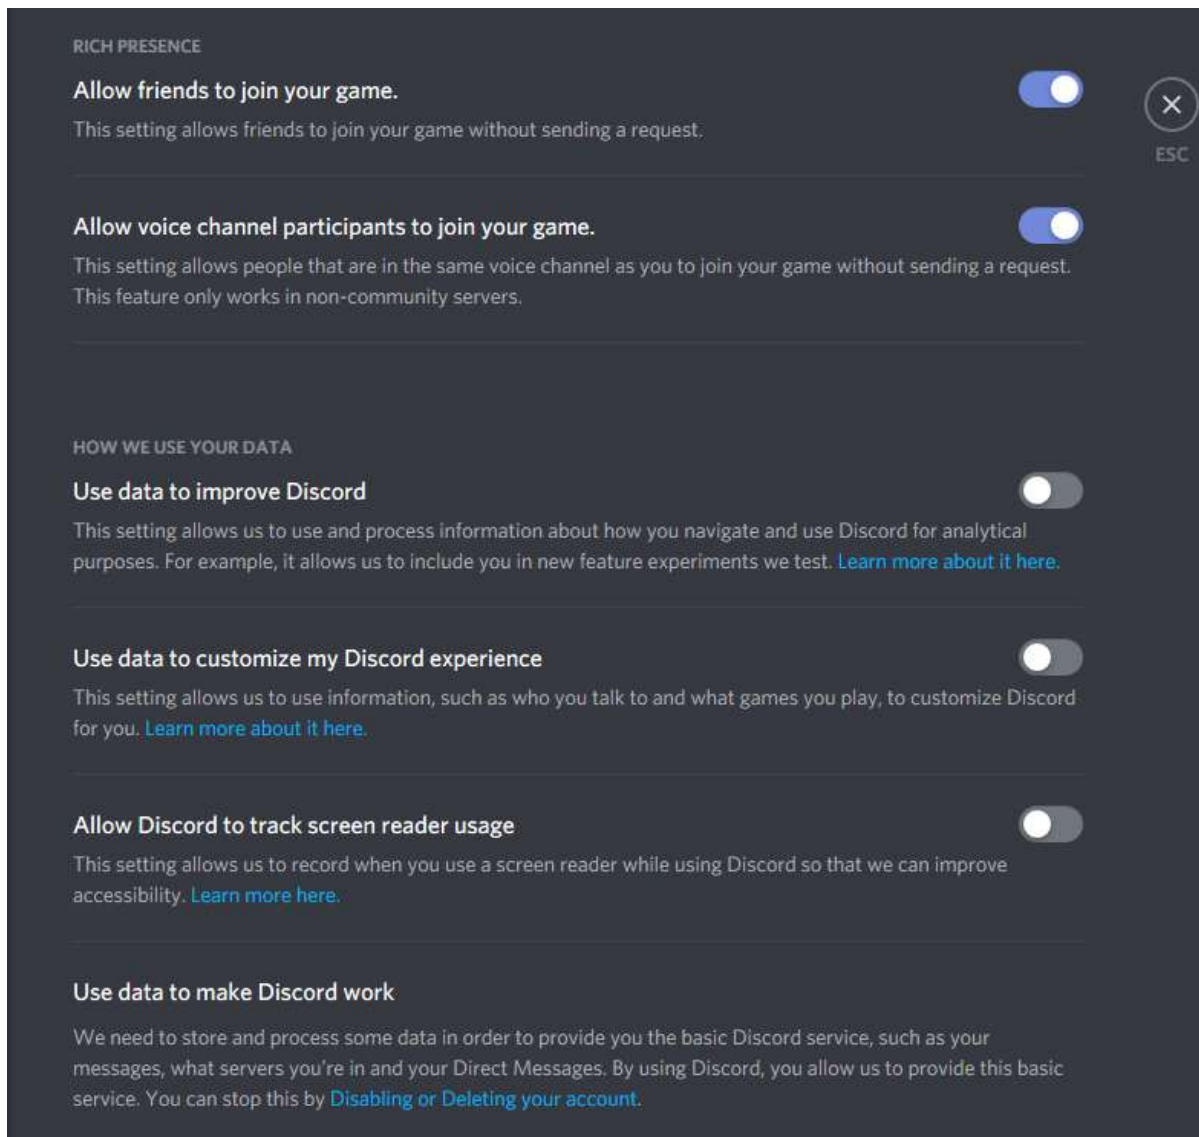 RICH PRESENCE
Allow friends to join your game.
This setting allows friends to join your game without sending a request.
ESC
Allow voice channel participants to join your game.
This setting allows people that are in the same voice channel as you to join your game without sending a request.
This feature only works in non-community servers.
HOW WE USE YOUR DATA
Use data to improve Discord
This setting allows us to use and process information about how you navigate and use Discord for analytical
purposes. For example, it allows us to include you in new feature experiments we test. Learn more about it here.
Use data to customize my Discord experience
This setting allows us to use information, such as who you talk to and what games you play, to customize Discord
for you. Learn more about it here.
Allow Discord to track screen reader usage
This setting allows us to record when you use a screen reader while using Discord so that we can improve
accessibility. Learn more here.
Use data to make Discord work
We need to store and process some data in order to provide you the basic Discord service, such as your
messages, what servers you're in and your Direct Messages. By using Discord, you allow us to provide this basic
service. You can stop this by Disabling or Deleting your account.